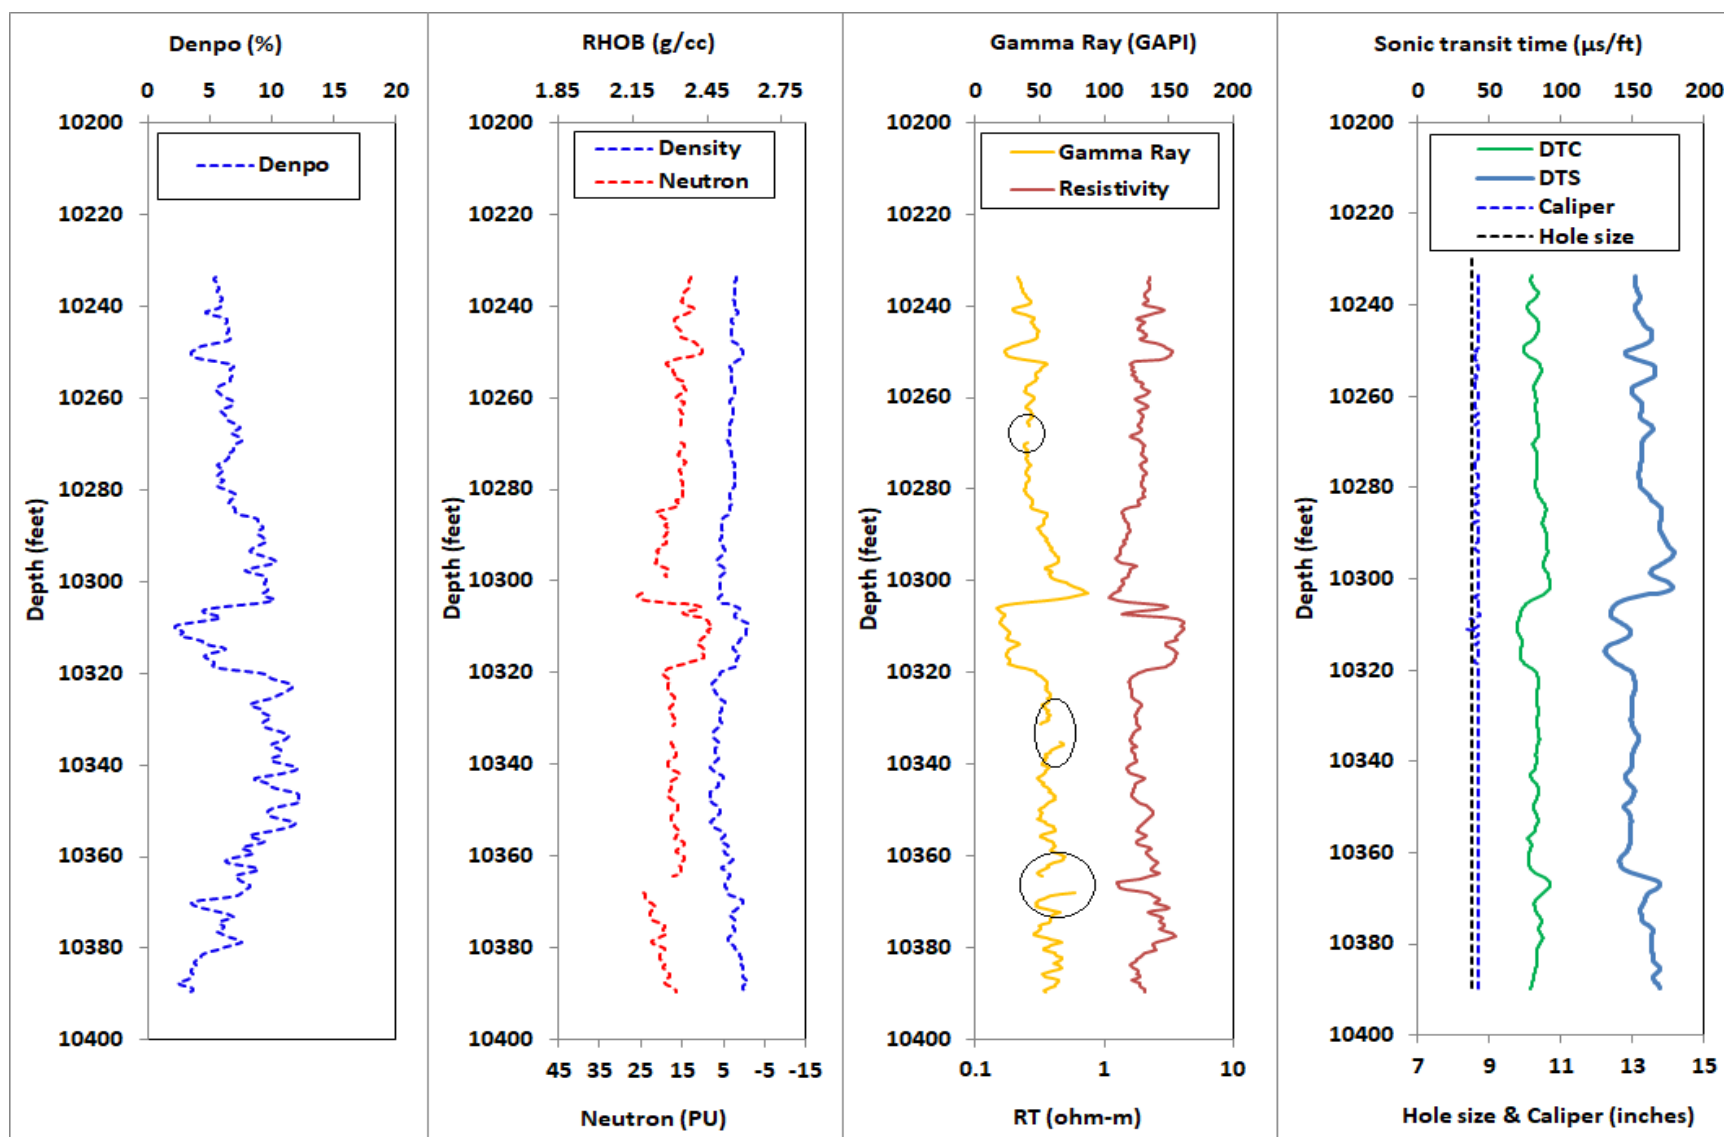 Denpo (%)
0 5 10 15 20
Denpo
Depth (feet)
10200
10220
10240
10260
10280
10300
10320
10340
10360
10380
10400
RHOB (g/cc)
1.85 2.15 2.45 2.75
Density
Neutron
Depth (feet)
10200
10220
10240
10260
10280
10300
10320
10340
10360
10380
10400
45 35 25 15 5 -5 -15
Neutron (PU)
Gamma Ray (GAPI)
0 50 100 150 200
Gamma Ray
Resistivity
Depth (feet)
10200
10220
10240
10260
10280
10300
10320
10340
10360
10380
10400
0.1 1 10
RT (ohm-m)
Sonic transit time (μs/ft)
0 50 100 150 200
DTC
DTS
Caliper
Hole size
Depth (feet)
10200
10220
10240
10260
10280
10300
10320
10340
10360
10380
10400
7 9 11 13 15
Hole size & Caliper (inches)